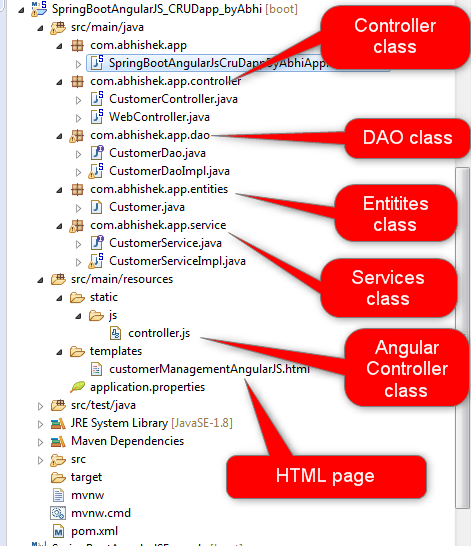 SpringBootAngularJS_CRUDapp_byAbhi [boot]
src/main/java
com.abhishek.app
SpringBootAngularJsCrudappByAbhiApp
com.abhishek.app.controller
CustomerController.java
WebController.java
com.abhishek.app.dao
CustomerDao.java
CustomerDaoImpl.java
com.abhishek.app.entities
Customer.java
com.abhishek.app.service
CustomerService.java
CustomerServiceImpl.java
src/main/resources
static
js
controller.js
templates
customerManagementAngularJS.html
application.properties
src/test/java
JRE System Library [JavaSE-1.8]
Maven Dependencies
src
target
mvnw
mvnw.cmd
pom.xml
Controller
class
DAO class
Entitites
class
Services
class
Angular
Controller
class
HTML page